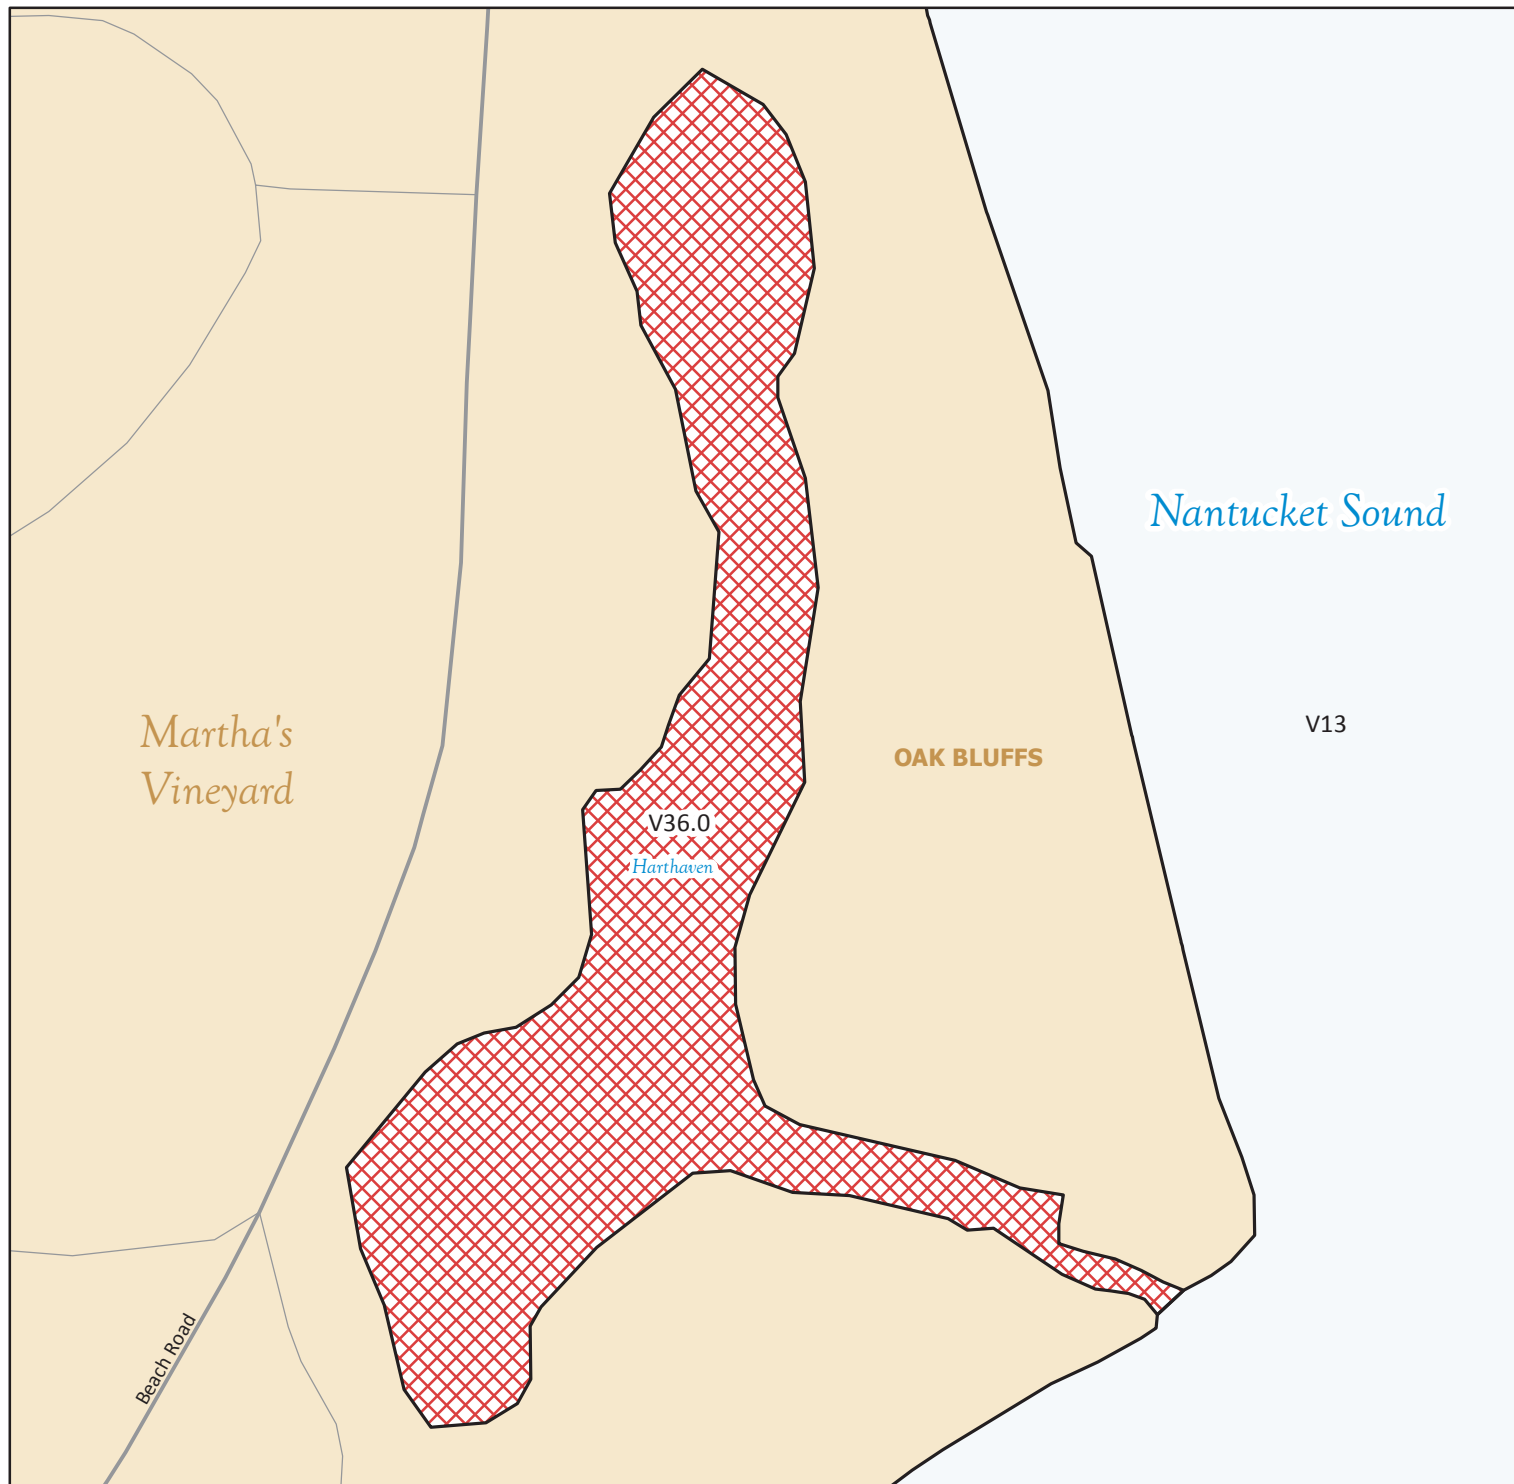 Nantucket Sound
Martha's
Vineyard
V13
OAK BLUFFS
V36.0
Harthaven
Beach Road